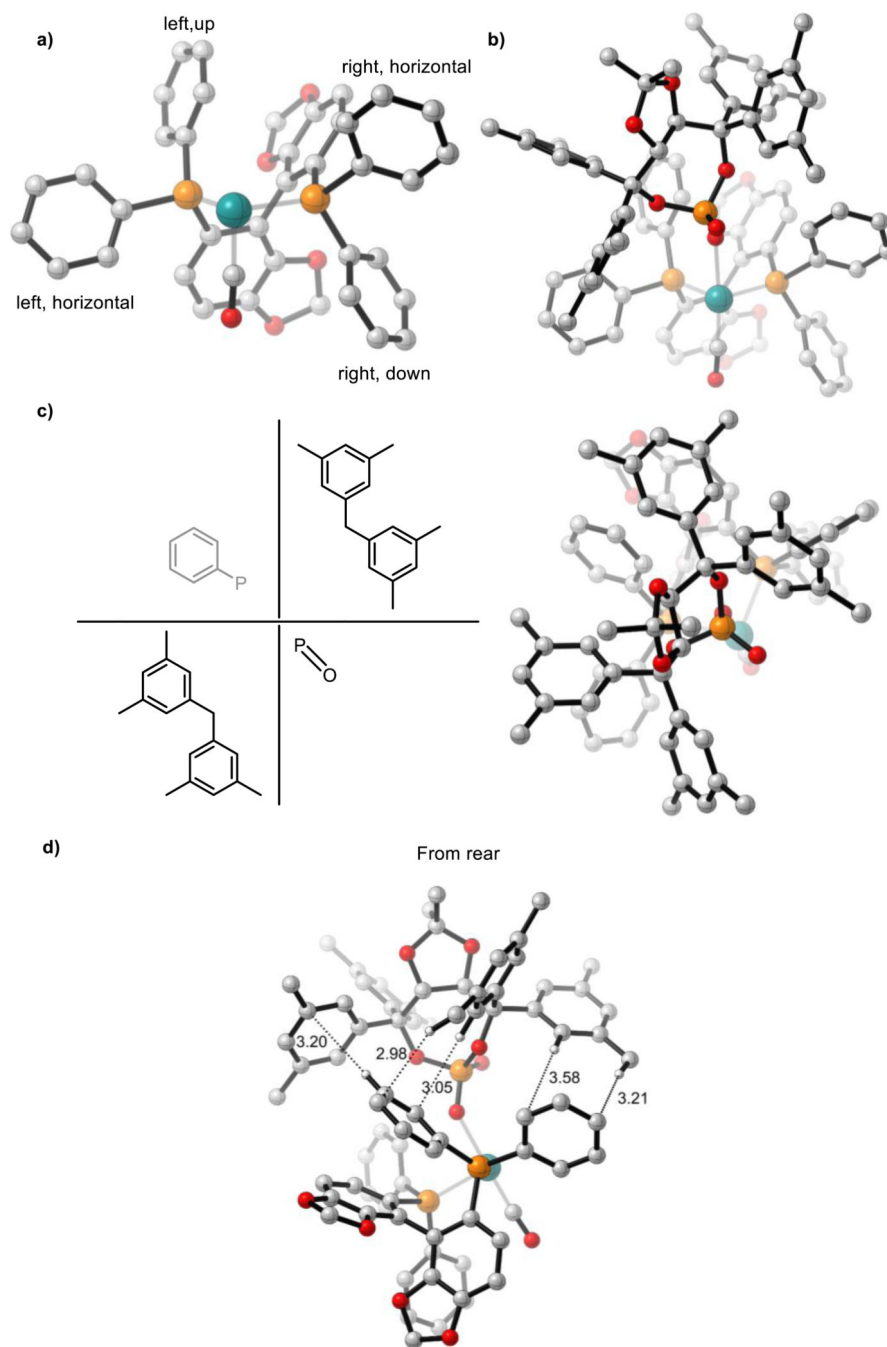 a)
left,up
right, horizontal
left, horizontal
right, down
b)
c)
P
P
O
d)
From rear
3.20
2.98
3.05
3.58
3.21